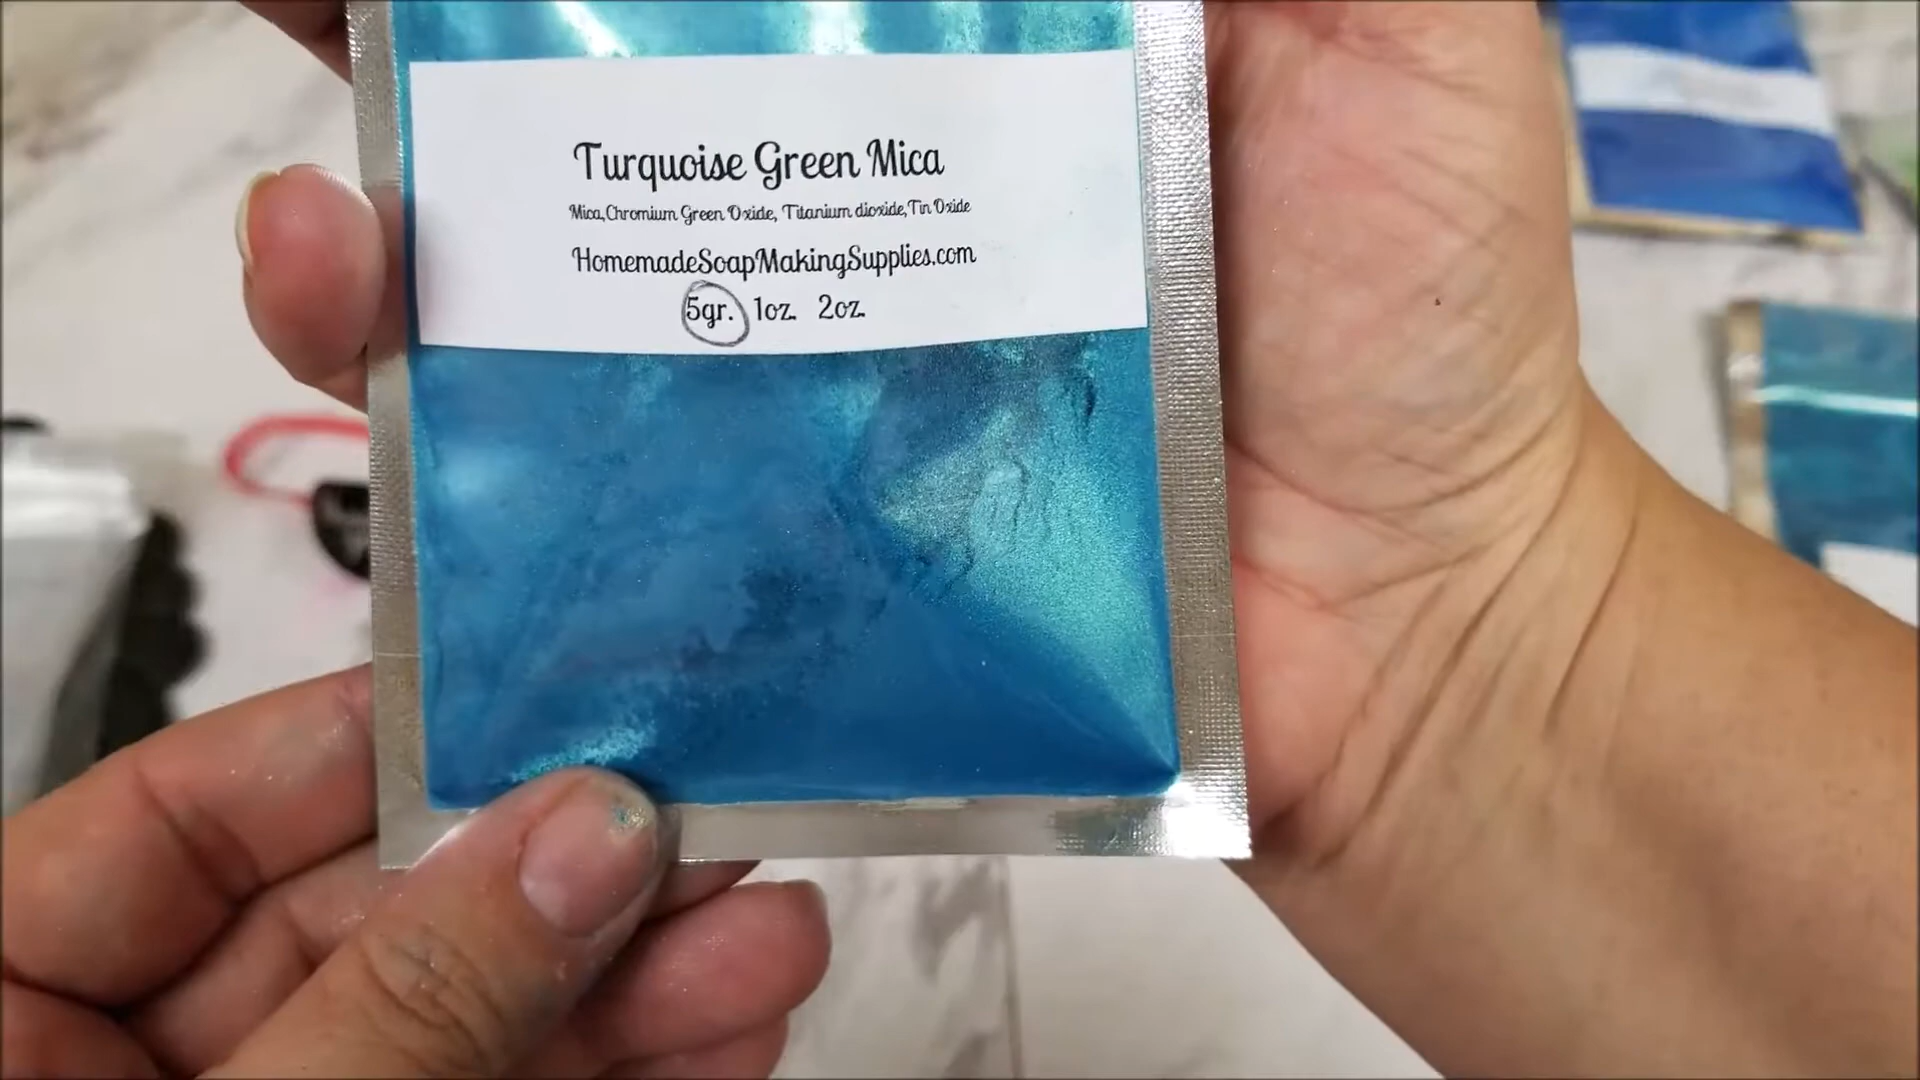 Turquoise Green Mica
Mica,Chromium Green Oxide, Titanium dioxide,Tin Oxide
HomemadeSoapMakingSupplies.com
5gr. 1oz. 2oz.